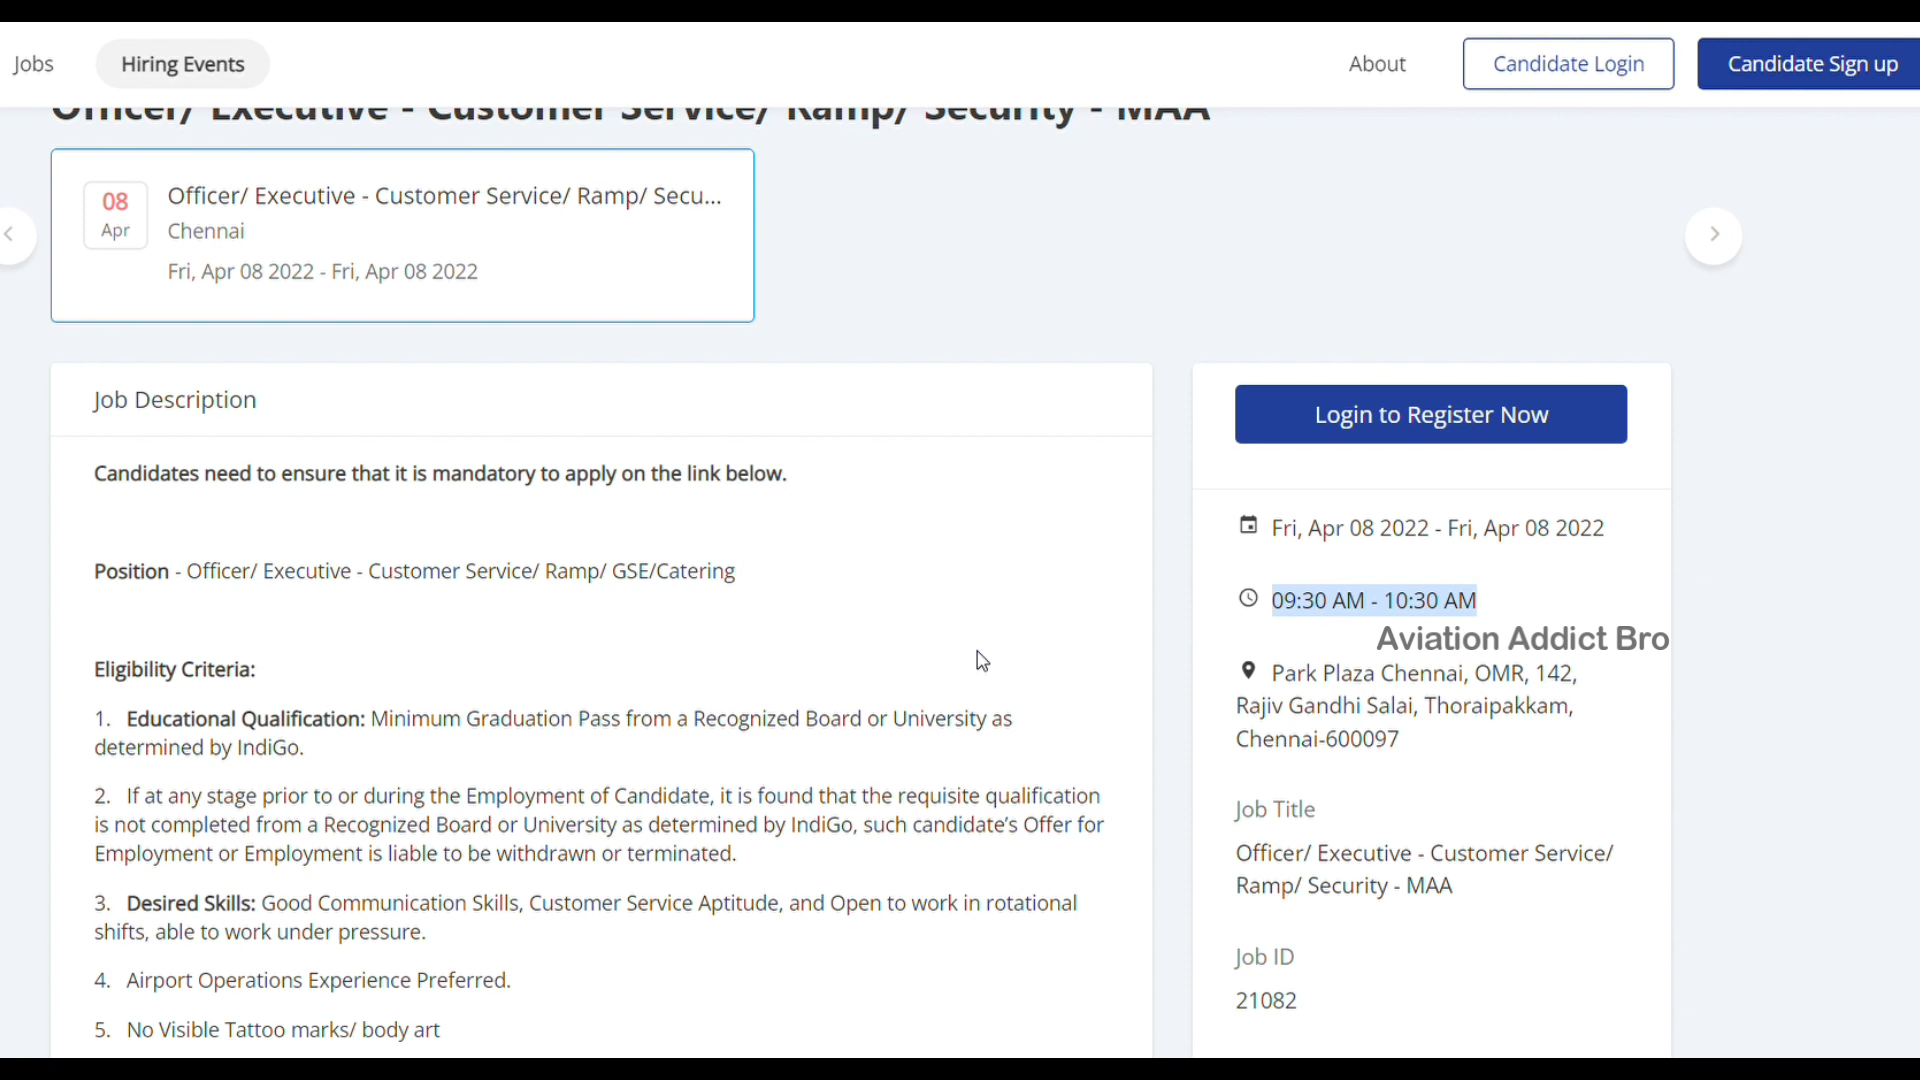 Jobs
Hiring Events
About
Candidate Login
Candidate Sign up
Officer/ Executive - Customer Service/ Ramp/ Security - MAA
08
Apr
Officer/ Executive - Customer Service/ Ramp/ Secu...
Chennai
Fri, Apr 08 2022 - Fri, Apr 08 2022
Job Description
Candidates need to ensure that it is mandatory to apply on the link below.
Position - Officer/ Executive - Customer Service/ Ramp/ GSE/Catering
Eligibility Criteria:
1. Educational Qualification: Minimum Graduation Pass from a Recognized Board or University as
determined by IndiGo.
2. If at any stage prior to or during the Employment of Candidate, it is found that the requisite qualification
is not completed from a Recognized Board or University as determined by IndiGo, such candidate's Offer for
Employment or Employment is liable to be withdrawn or terminated.
3. Desired Skills: Good Communication Skills, Customer Service Aptitude, and Open to work in rotational
shifts, able to work under pressure.
4. Airport Operations Experience Preferred.
5. No Visible Tattoo marks/ body art
Login to Register Now
Fri, Apr 08 2022 - Fri, Apr 08 2022
09:30 AM - 10:30 AM
Aviation Addict Bro
Park Plaza Chennai, OMR, 142,
Rajiv Gandhi Salai, Thoraipakkam,
Chennai-600097
Job Title
Officer/ Executive - Customer Service/
Ramp/ Security - MAA
Job ID
21082